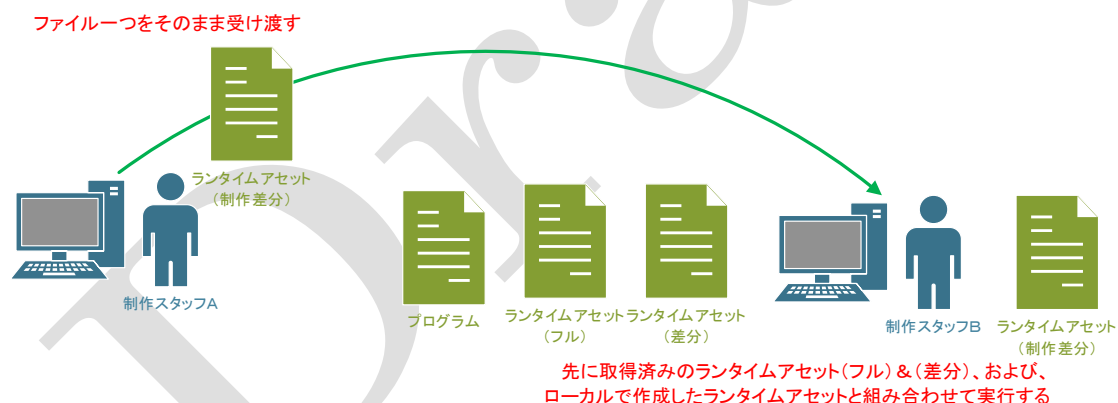 ファイル一つをそのまま受け渡す
ランタイムアセット
（制作差分）
制作スタッフA
プログラム
ランタイムアセット
（フル）
ランタイムアセット
（差分）
制作スタッフB
ランタイムアセット
（制作差分）
先に取得済みのランタイムアセット（フル）＆（差分）、および、
ローカルで作成したランタイムアセットと組み合わせて実行する
Dra